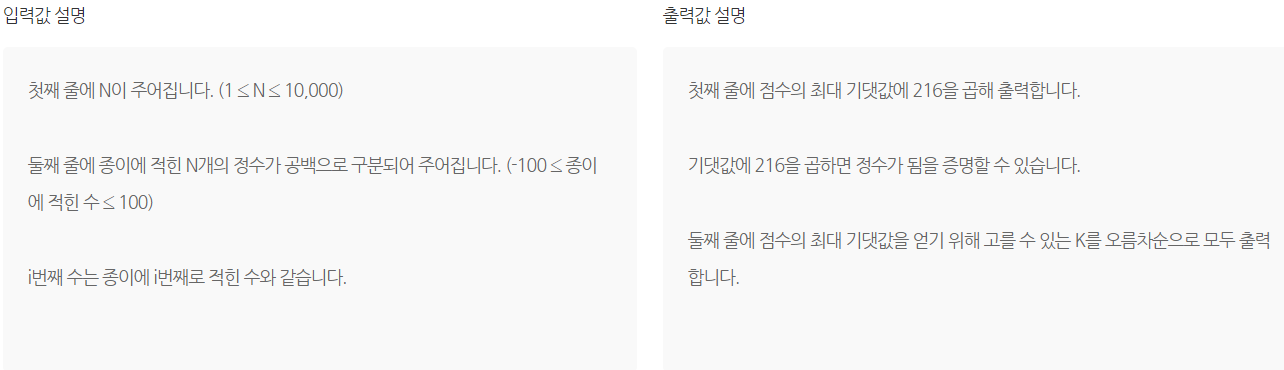 입력값 설명
첫째 줄에 N이 주어집니다. (1 ≤ N ≤ 10,000)
둘째 줄에 종이에 적힌 N개의 정수가 공백으로 구분되어 주어집니다. (-100 ≤ 종이
에 적힌 수 ≤ 100)
i번째 수는 종이에 i번째로 적힌 수와 같습니다.
출력값 설명
첫째 줄에 점수의 최대 기댓값에 216을 곱해 출력합니다.
기댓값에 216을 곱하면 정수가 됨을 증명할 수 있습니다.
둘째 줄에 점수의 최대 기댓값을 얻기 위해 고를 수 있는 K를 오름차순으로 모두 출력
합니다.